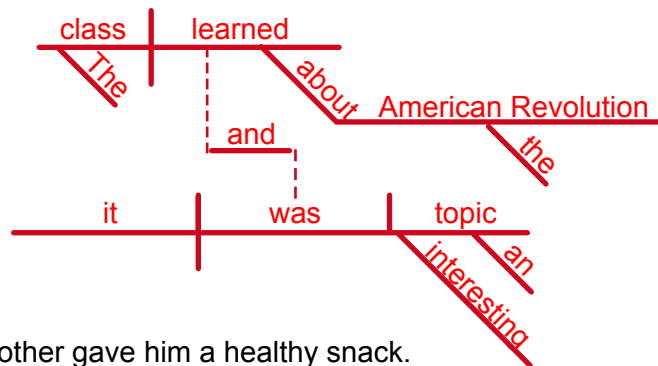 class learned
The
about
American Revolution
the
and
it was topic
interesting an
other gave him a healthy snack.